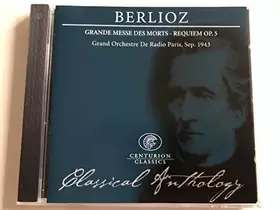 BERLIOZ
GRANDE MESSE DES MORTS - REQUIEM OP. 5
Grand Orchestre De Radio Paris, Sep. 1943
CENTURION
CLASSICS
Classical Anthology